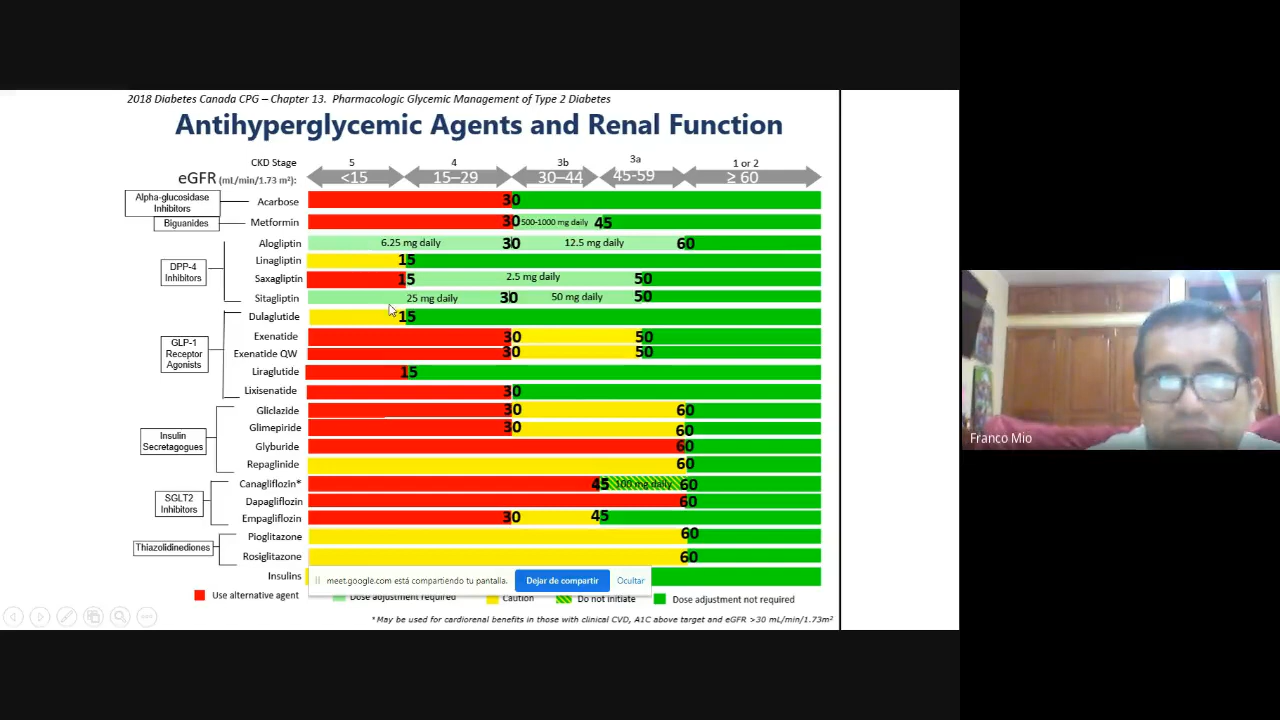 2018 Diabetes Canada CPG – Chapter 13. Pharmacologic Glycemic Management of Type 2 Diabetes
Antihyperglycemic Agents and Renal Function
CKD Stage 5 4 3b 3a 1 or 2
eGFR (mL/min/1.73 m²): <15 15–29 30–44 45-59 ≥ 60
Alpha-glucosidase
Inhibitors
Acarbose 30
Biguanides
Metformin 30 500-1000 mg daily 45
DPP-4
Inhibitors
Alogliptin 6.25 mg daily 30 12.5 mg daily 60
Linagliptin 15
Saxagliptin 15 2.5 mg daily 50
Sitagliptin 25 mg daily 30 50 mg daily 50
GLP-1
Receptor
Agonists
Dulaglutide 15
Exenatide 30 50
Exenatide QW 30 50
Liraglutide 15
Lixisenatide 30
Insulin
Secretagogues
Gliclazide 30 60
Glimepiride 30 60
Glyburide 60
Repaglinide 60
SGLT2
Inhibitors
Canagliflozin* 45 100 mg daily 60
Dapagliflozin 60
Empagliflozin 30 45
Thiazolidinediones
Pioglitazone 60
Rosiglitazone 60
Insulins
meet.google.com está compartiendo tu pantalla. Dejar de compartir Ocultar
Use alternative agent Dose adjustment required Caution Do not initiate Dose adjustment not required
*May be used for cardiorenal benefits in those with clinical CVD, A1C above target and eGFR >30 mL/min/1.73m²
Franco Mio